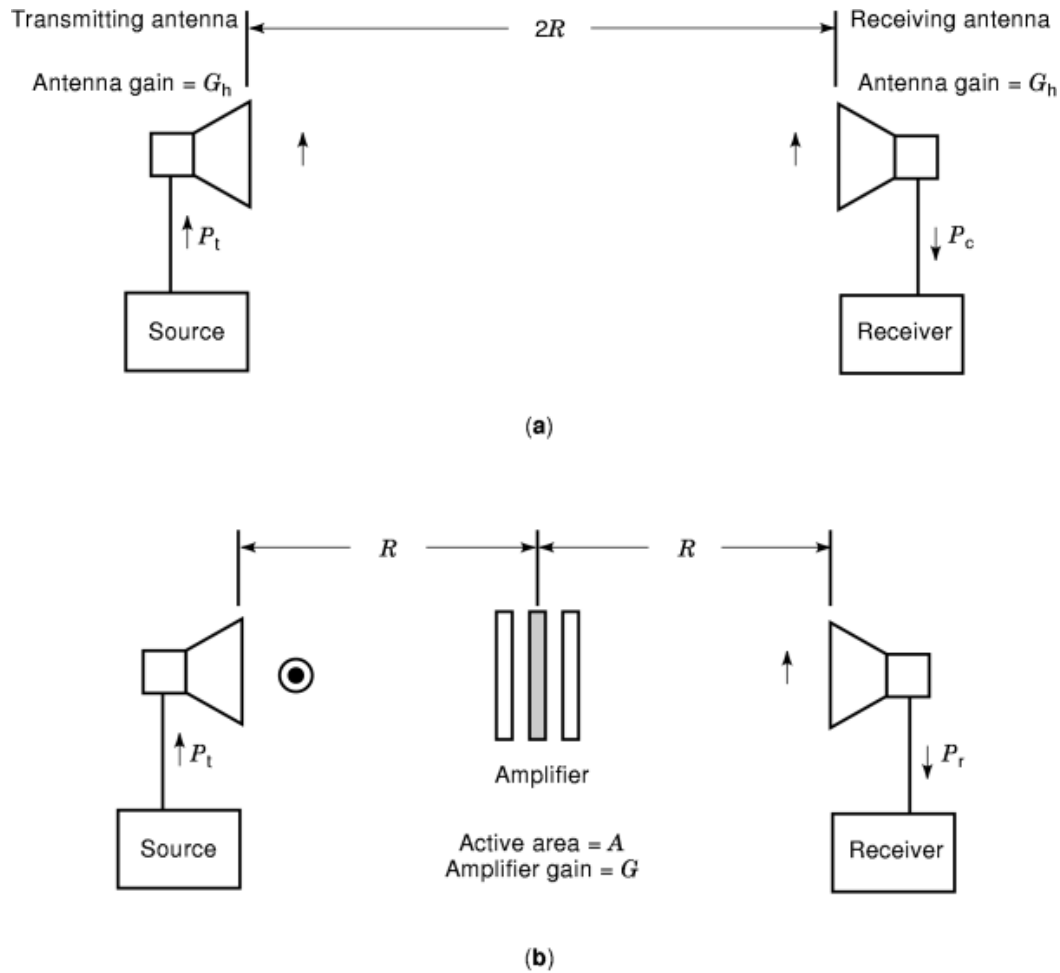 Transmitting antenna
2R
Receiving antenna
Antenna gain = Gh
Antenna gain = Gh
Pt
Pc
Source
Receiver
(a)
R
R
Pt
Pr
Amplifier
Source
Active area = A
Amplifier gain = G
Receiver
(b)